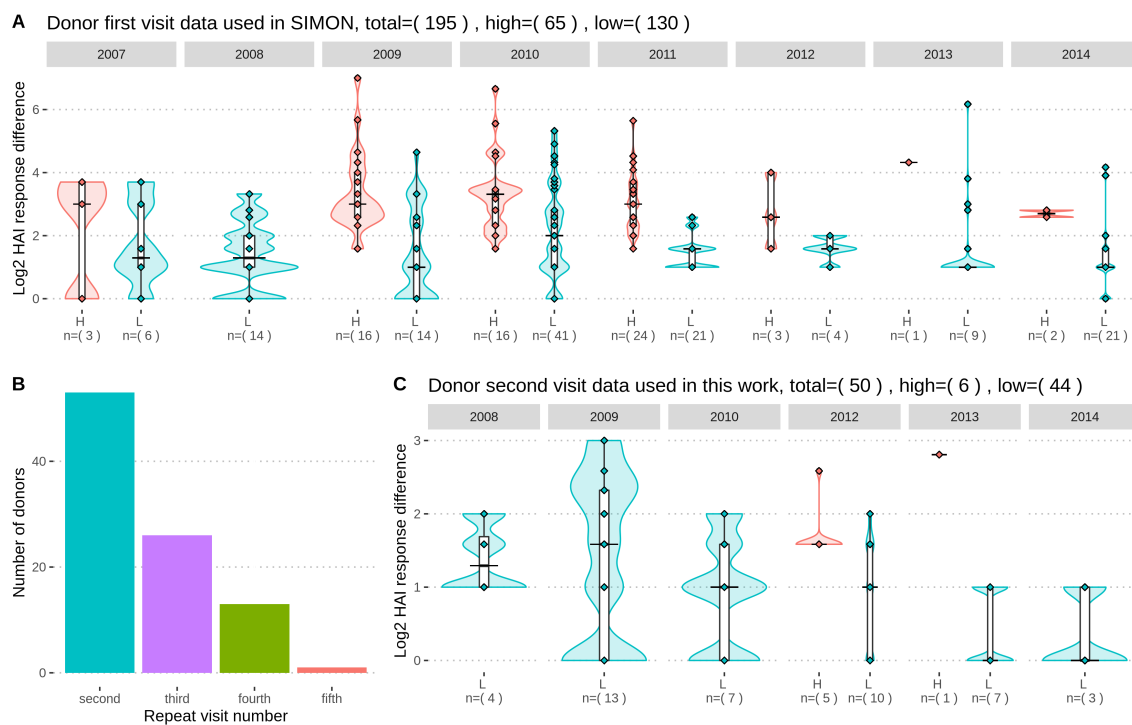 A Donor first visit data used in SIMON, total=( 195 ) , high=( 65 ) , low=( 130 )
2007 2008 2009 2010 2011 2012 2013 2014
Log2 HAI response difference
6
4
2
0
H L L H L H L H L H L H L H L
n=( 3 ) n=( 6 ) n=( 14 ) n=( 16 ) n=( 14 ) n=( 16 ) n=( 41 ) n=( 24 ) n=( 21 ) n=( 3 ) n=( 4 ) n=( 1 ) n=( 9 ) n=( 2 ) n=( 21 )
B
Number of donors
40
20
0
second third fourth fifth
Repeat visit number
C Donor second visit data used in this work, total=( 50 ) , high=( 6 ) , low=( 44 )
2008 2009 2010 2012 2013 2014
Log2 HAI response difference
3
2
1
0
L L L H L H L L
n=( 4 ) n=( 13 ) n=( 7 ) n=( 5 ) n=( 10 ) n=( 1 ) n=( 7 ) n=( 3 )